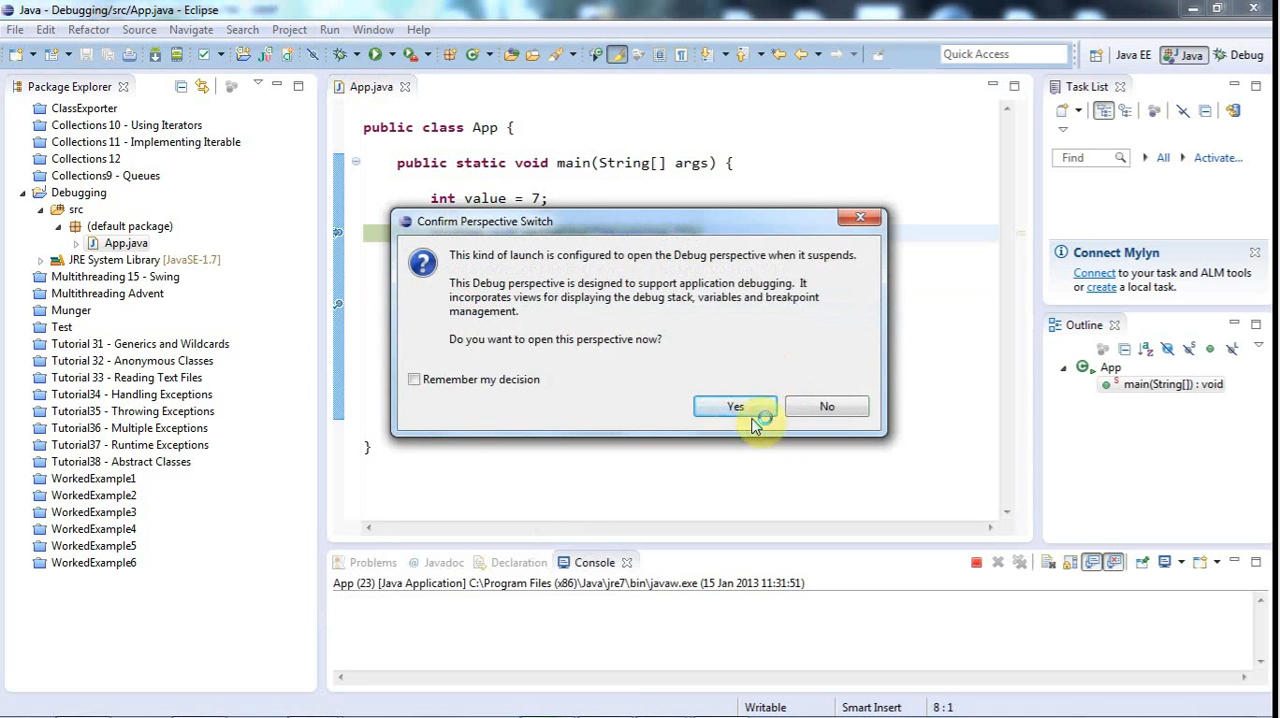 Java - Debugging/src/App.java - Eclipse
File Edit Refactor Source Navigate Search Project Run Window Help
Quick Access
Java EE
Java
Debug
Package Explorer
ClassExporter
Collections 10 - Using Iterators
Collections 11 - Implementing Iterable
Collections 12
Collections9 - Queues
Debugging
src
(default package)
App.java
JRE System Library [JavaSE-1.7]
Multithreading 15 - Swing
Multithreading Advent
Munger
Test
Tutorial 31 - Generics and Wildcards
Tutorial 32 - Anonymous Classes
Tutorial 33 - Reading Text Files
Tutorial34 - Handling Exceptions
Tutorial35 - Throwing Exceptions
Tutorial36 - Multiple Exceptions
Tutorial37 - Runtime Exceptions
Tutorial38 - Abstract Classes
WorkedExample1
WorkedExample2
WorkedExample3
WorkedExample4
WorkedExample5
WorkedExample6
App.java
public class App {
public static void main(String[] args) {
int value = 7;
}
Confirm Perspective Switch
This kind of launch is configured to open the Debug perspective when it suspends.
This Debug perspective is designed to support application debugging. It
incorporates views for displaying the debug stack, variables and breakpoint
management.
Do you want to open this perspective now?
Remember my decision
Yes
No
Task List
Find
All
Activate...
Connect Mylyn
Connect to your task and ALM tools
or create a local task.
Outline
App
main(String[]) : void
Problems
@ Javadoc
Declaration
Console
App (23) [Java Application] C:\Program Files (x86)\Java\jre7\bin\javaw.exe (15 Jan 2013 11:31:51)
Writable
Smart Insert
8 : 1